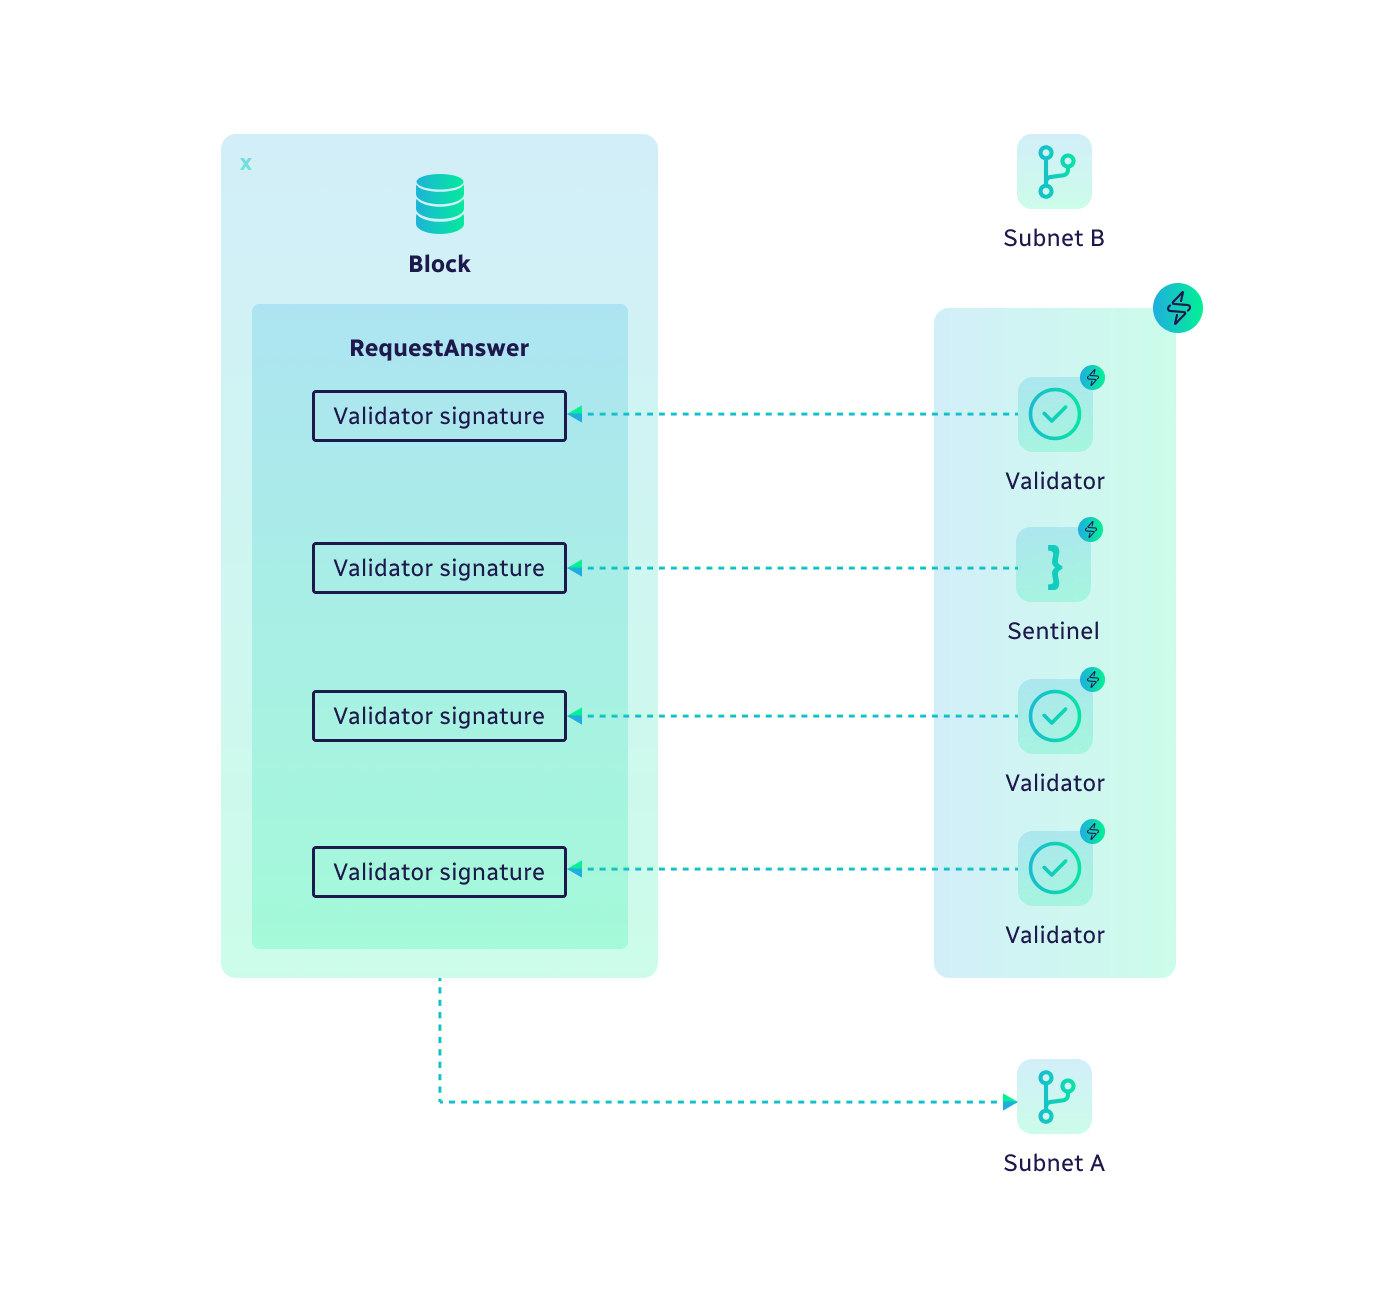 x
Block
RequestAnswer
Validator signature
Validator signature
Validator signature
Validator signature
Subnet B
Validator
Sentinel
Validator
Validator
Subnet A